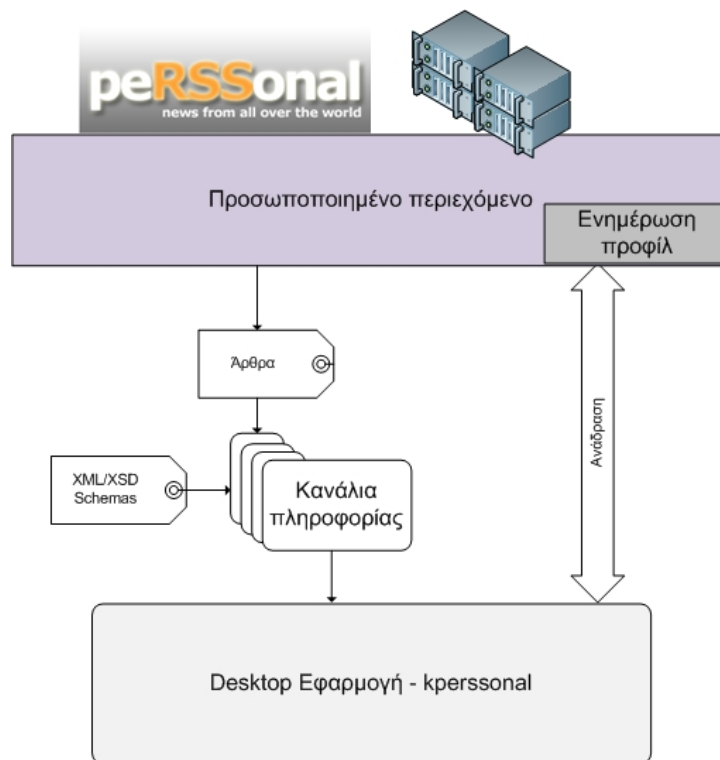 peRSSonal
news from all over the world
Προσωποποιημένο περιεχόμενο
Ενημέρωση
προφίλ
Άρθρα
Ανάδραση
XML/XSD
Schemas
Κανάλια
πληροφορίας
Desktop Εφαρμογή - kperssonal